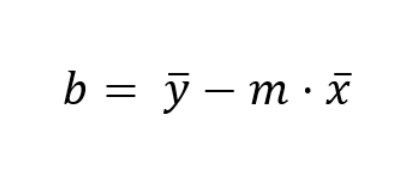 b = ȳ − m · x̄